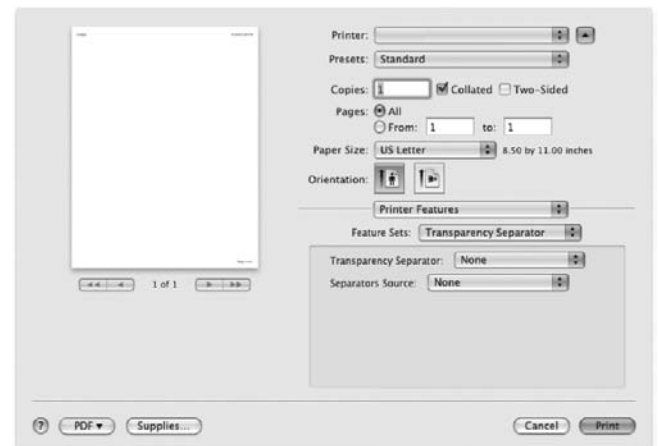 Printer:
Presets: Standard
Copies: 1 Collated Two-Sided
Pages: All
From: 1 to: 1
Paper Size: US Letter 8.50 by 11.00 inches
Orientation:
Printer Features
Feature Sets: Transparency Separator
Transparency Separator: None
Separators Source: None
1 of 1
? PDF Supplies... Cancel Print